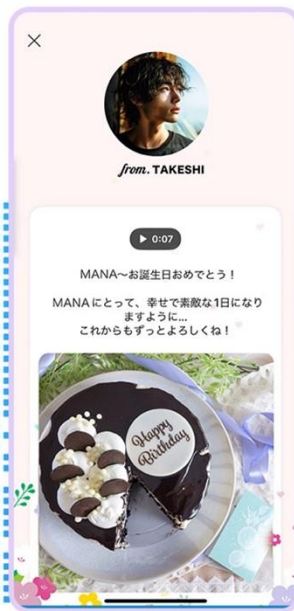 from. TAKESHI
0:07
MANA〜お誕生日おめでとう！
MANAにとって、幸せで素敵な1日になり
ますように...
これからもずっとよろしくね！
Happy
Birthday